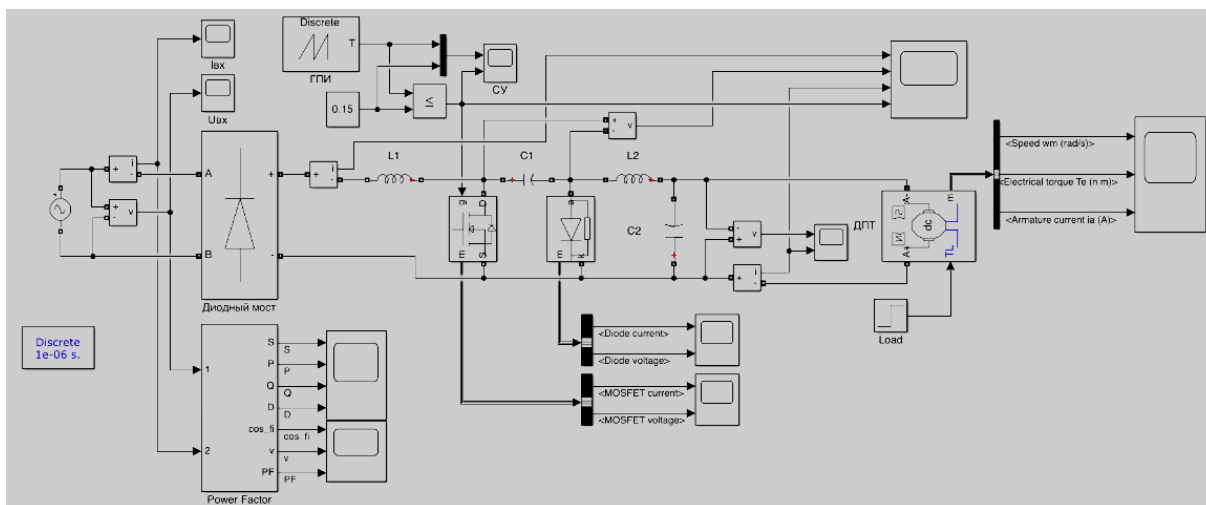 Discrete
T
ГПИ
Iвх
СУ
Uвх
0.15
≤
+
-
v
i
+
-
A
+
L1
C1
L2
+
i
-
<Speed wm (rad/s)>
+
i
-
+
v
-
g
D
a
m
S
m
k
C2
-
v
+
ДПТ
A-
m
<Electrical torque Te (n m)>
dc
<Armature current ia (A)>
B
-
+
i
-
A+
TL
Диодный мост
Load
Discrete
1e-06 s.
<Diode current>
<Diode voltage>
<MOSFET current>
<MOSFET voltage>
1
2
S
S
P
P
Q
Q
D
D
cos_fi
cos_fi
v
v
PF
PF
Power Factor